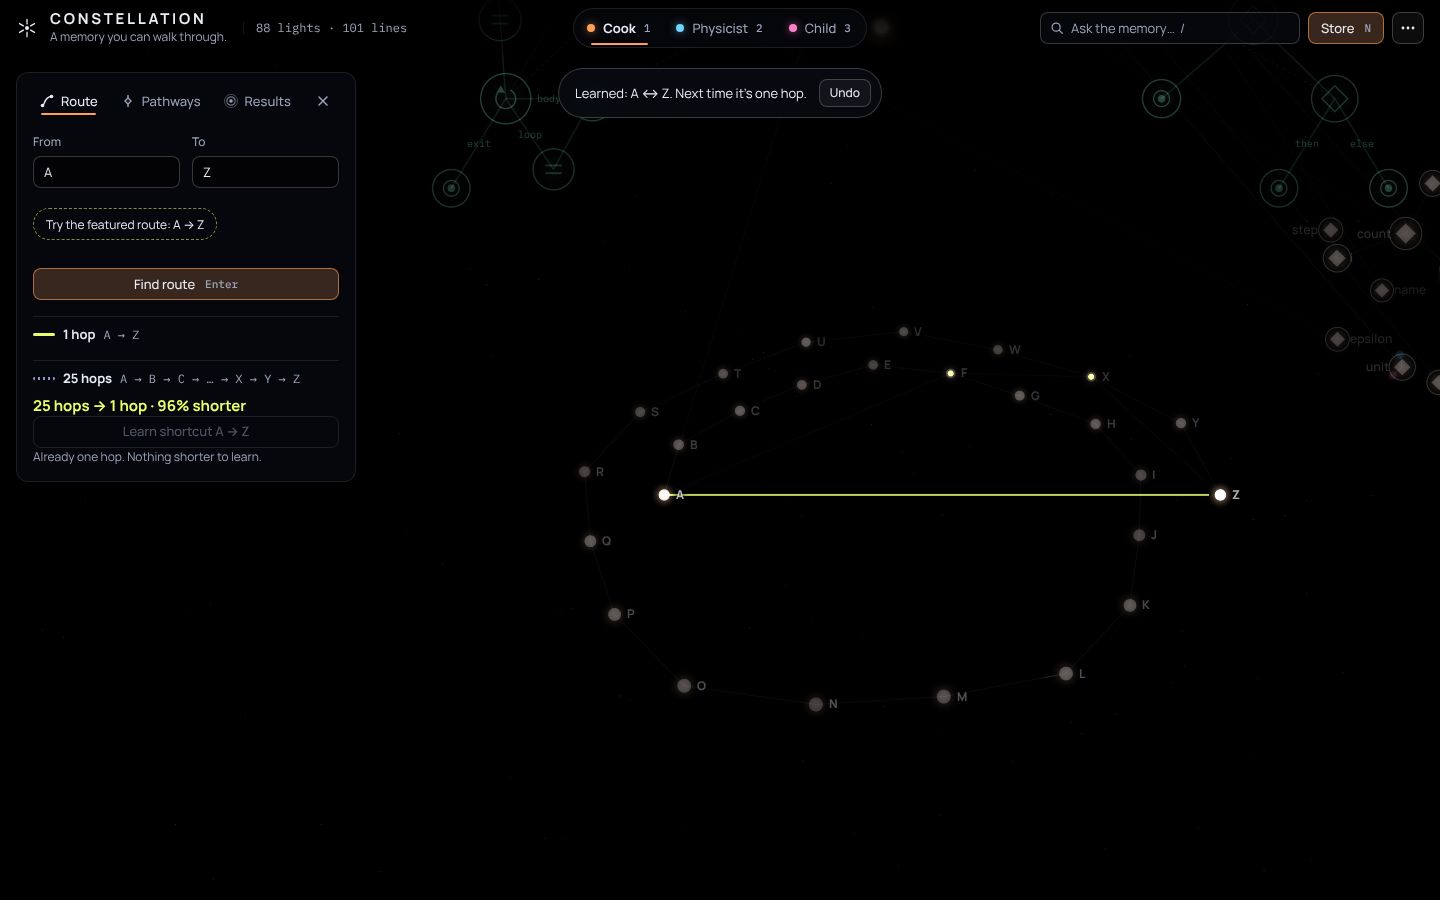 CONSTELLATION
A memory you can walk through.
88 lights · 101 lines
Cook 1
Physicist 2
Child 3
Ask the memory… /
Store N
Learned: A ↔ Z. Next time it's one hop.
Undo
Route
Pathways
Results
From
To
A
Z
Try the featured route: A → Z
Find route Enter
1 hop A → Z
25 hops A → B → C → … → X → Y → Z
25 hops → 1 hop · 96% shorter
Learn shortcut A → Z
Already one hop. Nothing shorter to learn.
body
loop
exit
then
else
step
count
name
epsilon
unit
V
U
W
E
F
X
T
D
G
S
C
B
H
Y
R
I
A
Z
Q
J
P
K
O
L
N
M